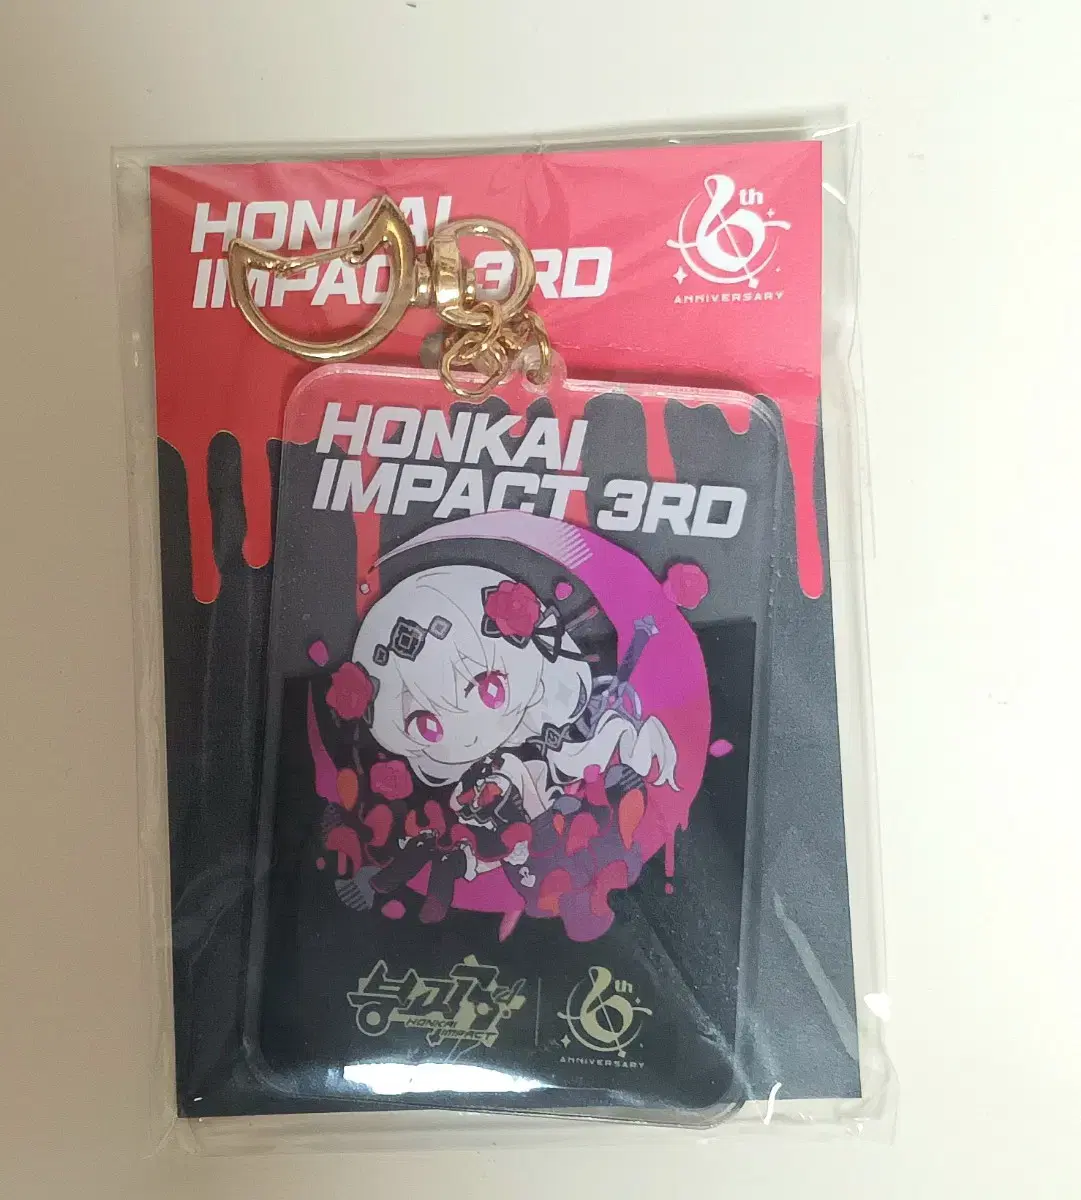 HONKAI
IMPACT 3RD
6th
ANNIVERSARY
HONKAI
IMPACT 3RD
붕괴3rd
HONKAI
IMPACT
6th
ANNIVERSARY